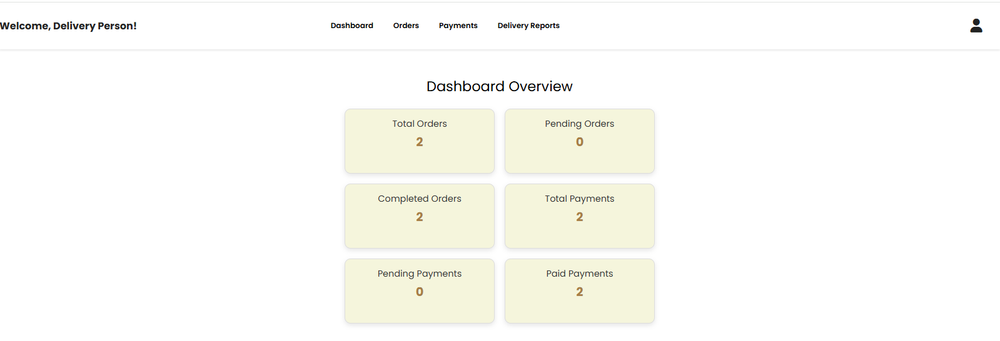 Welcome, Delivery Person!
Dashboard Orders Payments Delivery Reports
Dashboard Overview
Total Orders
2
Pending Orders
0
Completed Orders
2
Total Payments
2
Pending Payments
0
Paid Payments
2